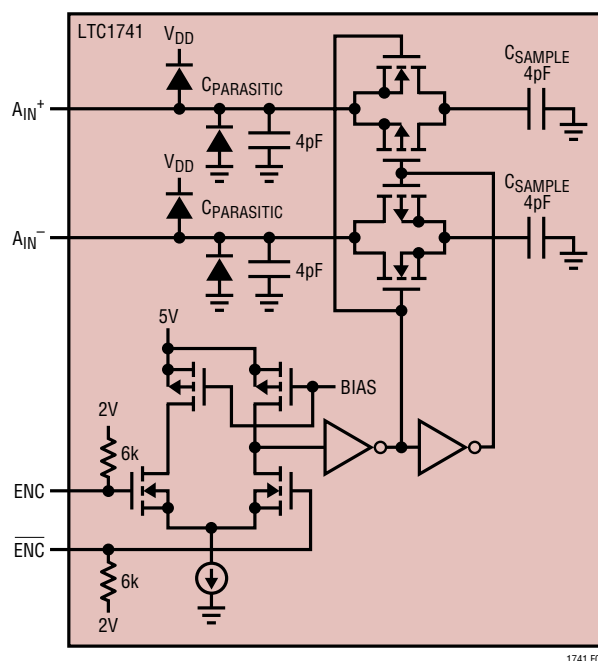 LTC1741
VDD
CPARASITIC
CSAMPLE
4pF
AIN+
4pF
VDD
CPARASITIC
CSAMPLE
4pF
AIN–
4pF
5V
BIAS
2V
6k
ENC
ENC
6k
2V